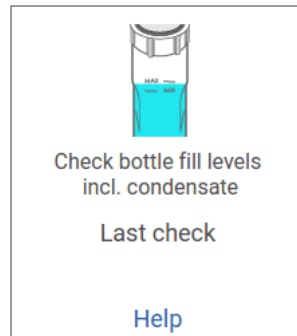 MAX
MIN
Check bottle fill levels
incl. condensate
Last check
Help